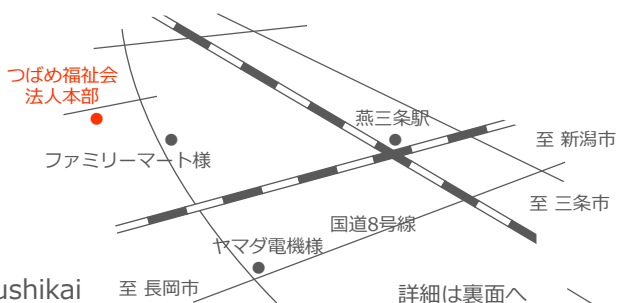 つばめ福祉会
法人本部
燕三条駅
至 新潟市
ファミリーマート様
至 三条市
国道8号線
ヤマダ電機様
ushikai
至 長岡市
詳細は裏面へ